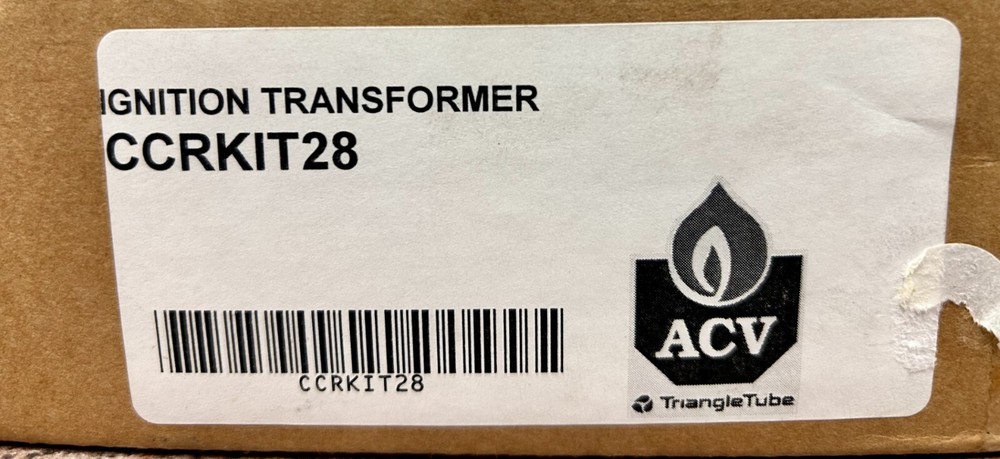 IGNITION TRANSFORMER
CCRKIT28
CCRKIT28
ACV
TriangleTube